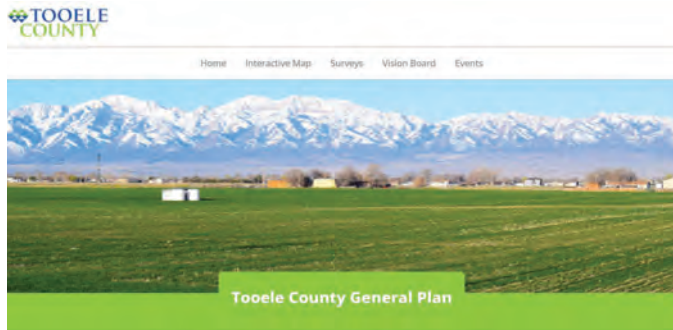 TOOELE
COUNTY
Home Interactive Map Surveys Vision Board Events
Tooele County General Plan